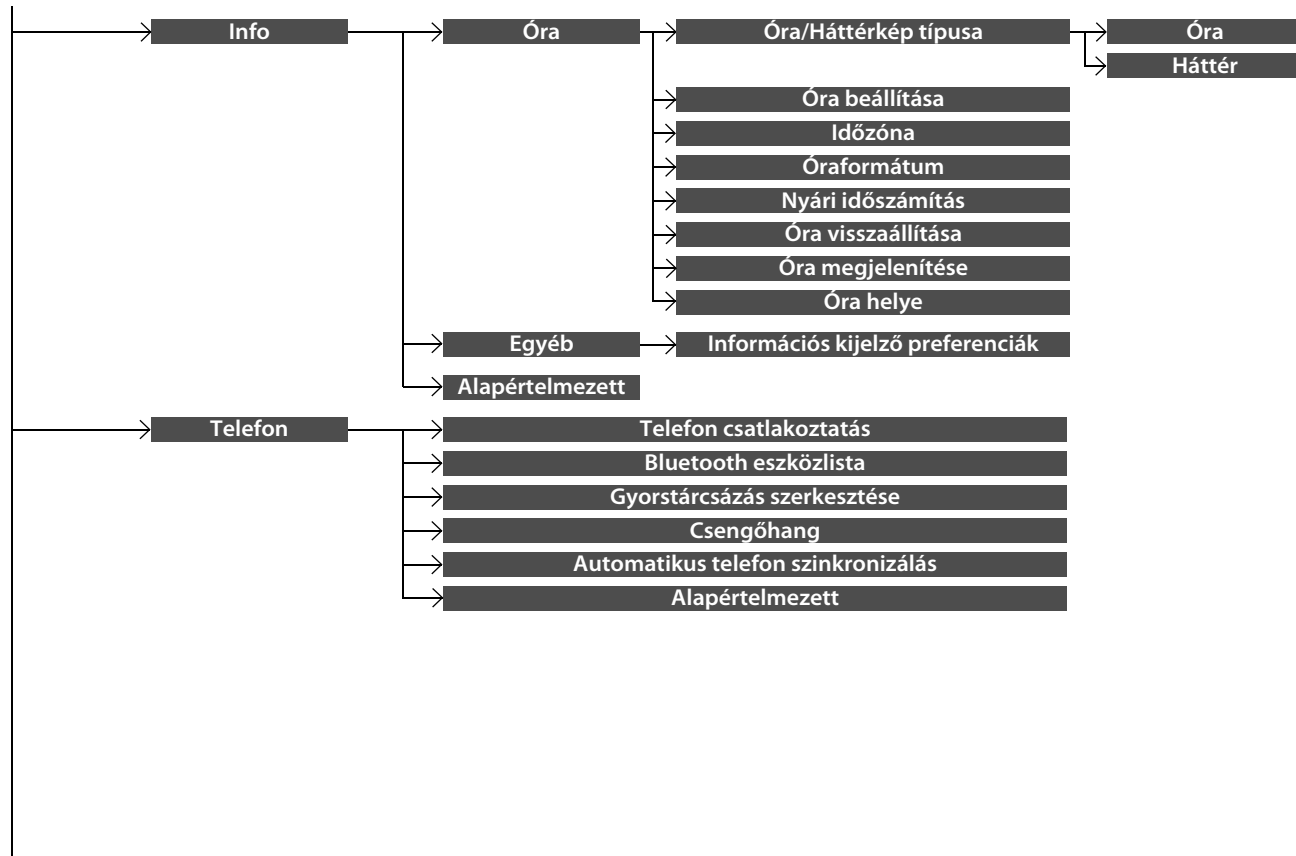 Info
Óra
Óra/Háttérkép típusa
Óra
Háttér
Óra beállítása
Időzóna
Óraformátum
Nyári időszámítás
Óra visszaállítása
Óra megjelenítése
Óra helye
Egyéb
Információs kijelző preferenciák
Alapértelmezett
Telefon
Telefon csatlakoztatás
Bluetooth eszközlista
Gyorstárcsázás szerkesztése
Csengőhang
Automatikus telefon szinkronizálás
Alapértelmezett